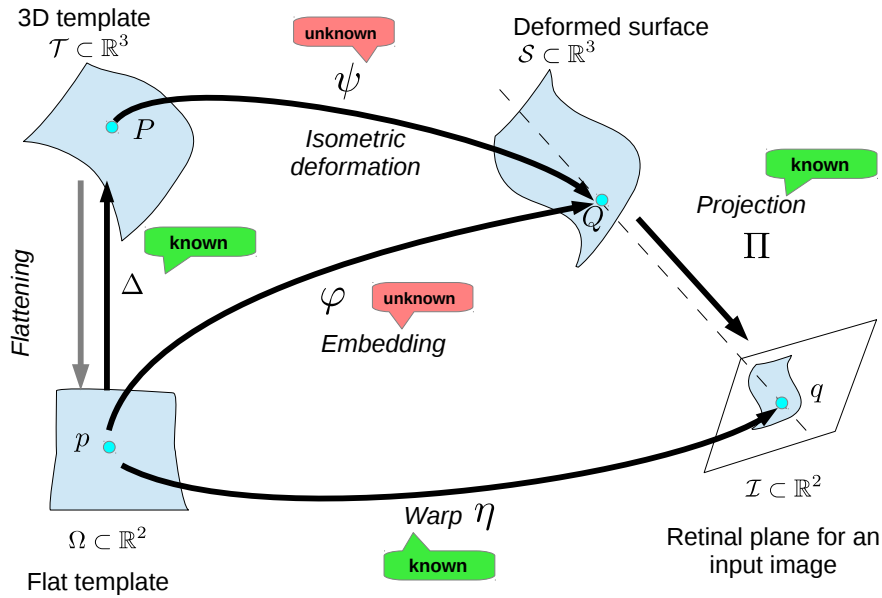 3D template
𝒯 ⊂ ℝ³
unknown
ψ
Deformed surface
𝒮 ⊂ ℝ³
P
Isometric
deformation
known
Q
Projection
Π
known
Flattening
Δ
φ
unknown
Embedding
p
q
Warp η
known
Ω ⊂ ℝ²
Flat template
ℐ ⊂ ℝ²
Retinal plane for an
input image